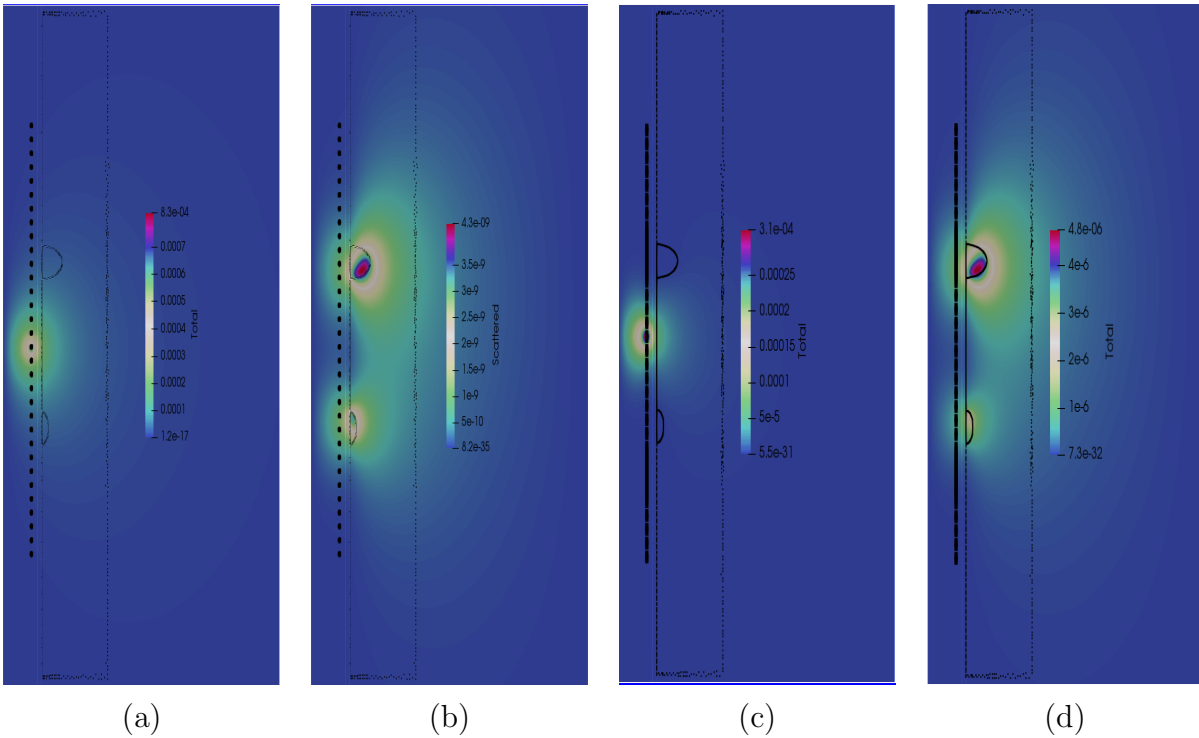 8.3e-04
0.0007
0.0006
0.0005
0.0004
0.0003
0.0002
0.0001
1.2e-17
Total
4.3e-09
3.5e-9
3e-9
2.5e-9
2e-9
1.5e-9
1e-9
5e-10
8.2e-35
Scattered
3.1e-04
0.00025
0.0002
0.00015
0.0001
5e-5
5.5e-31
Total
4.8e-06
4e-6
3e-6
2e-6
1e-6
7.3e-32
Total
(a)
(b)
(c)
(d)